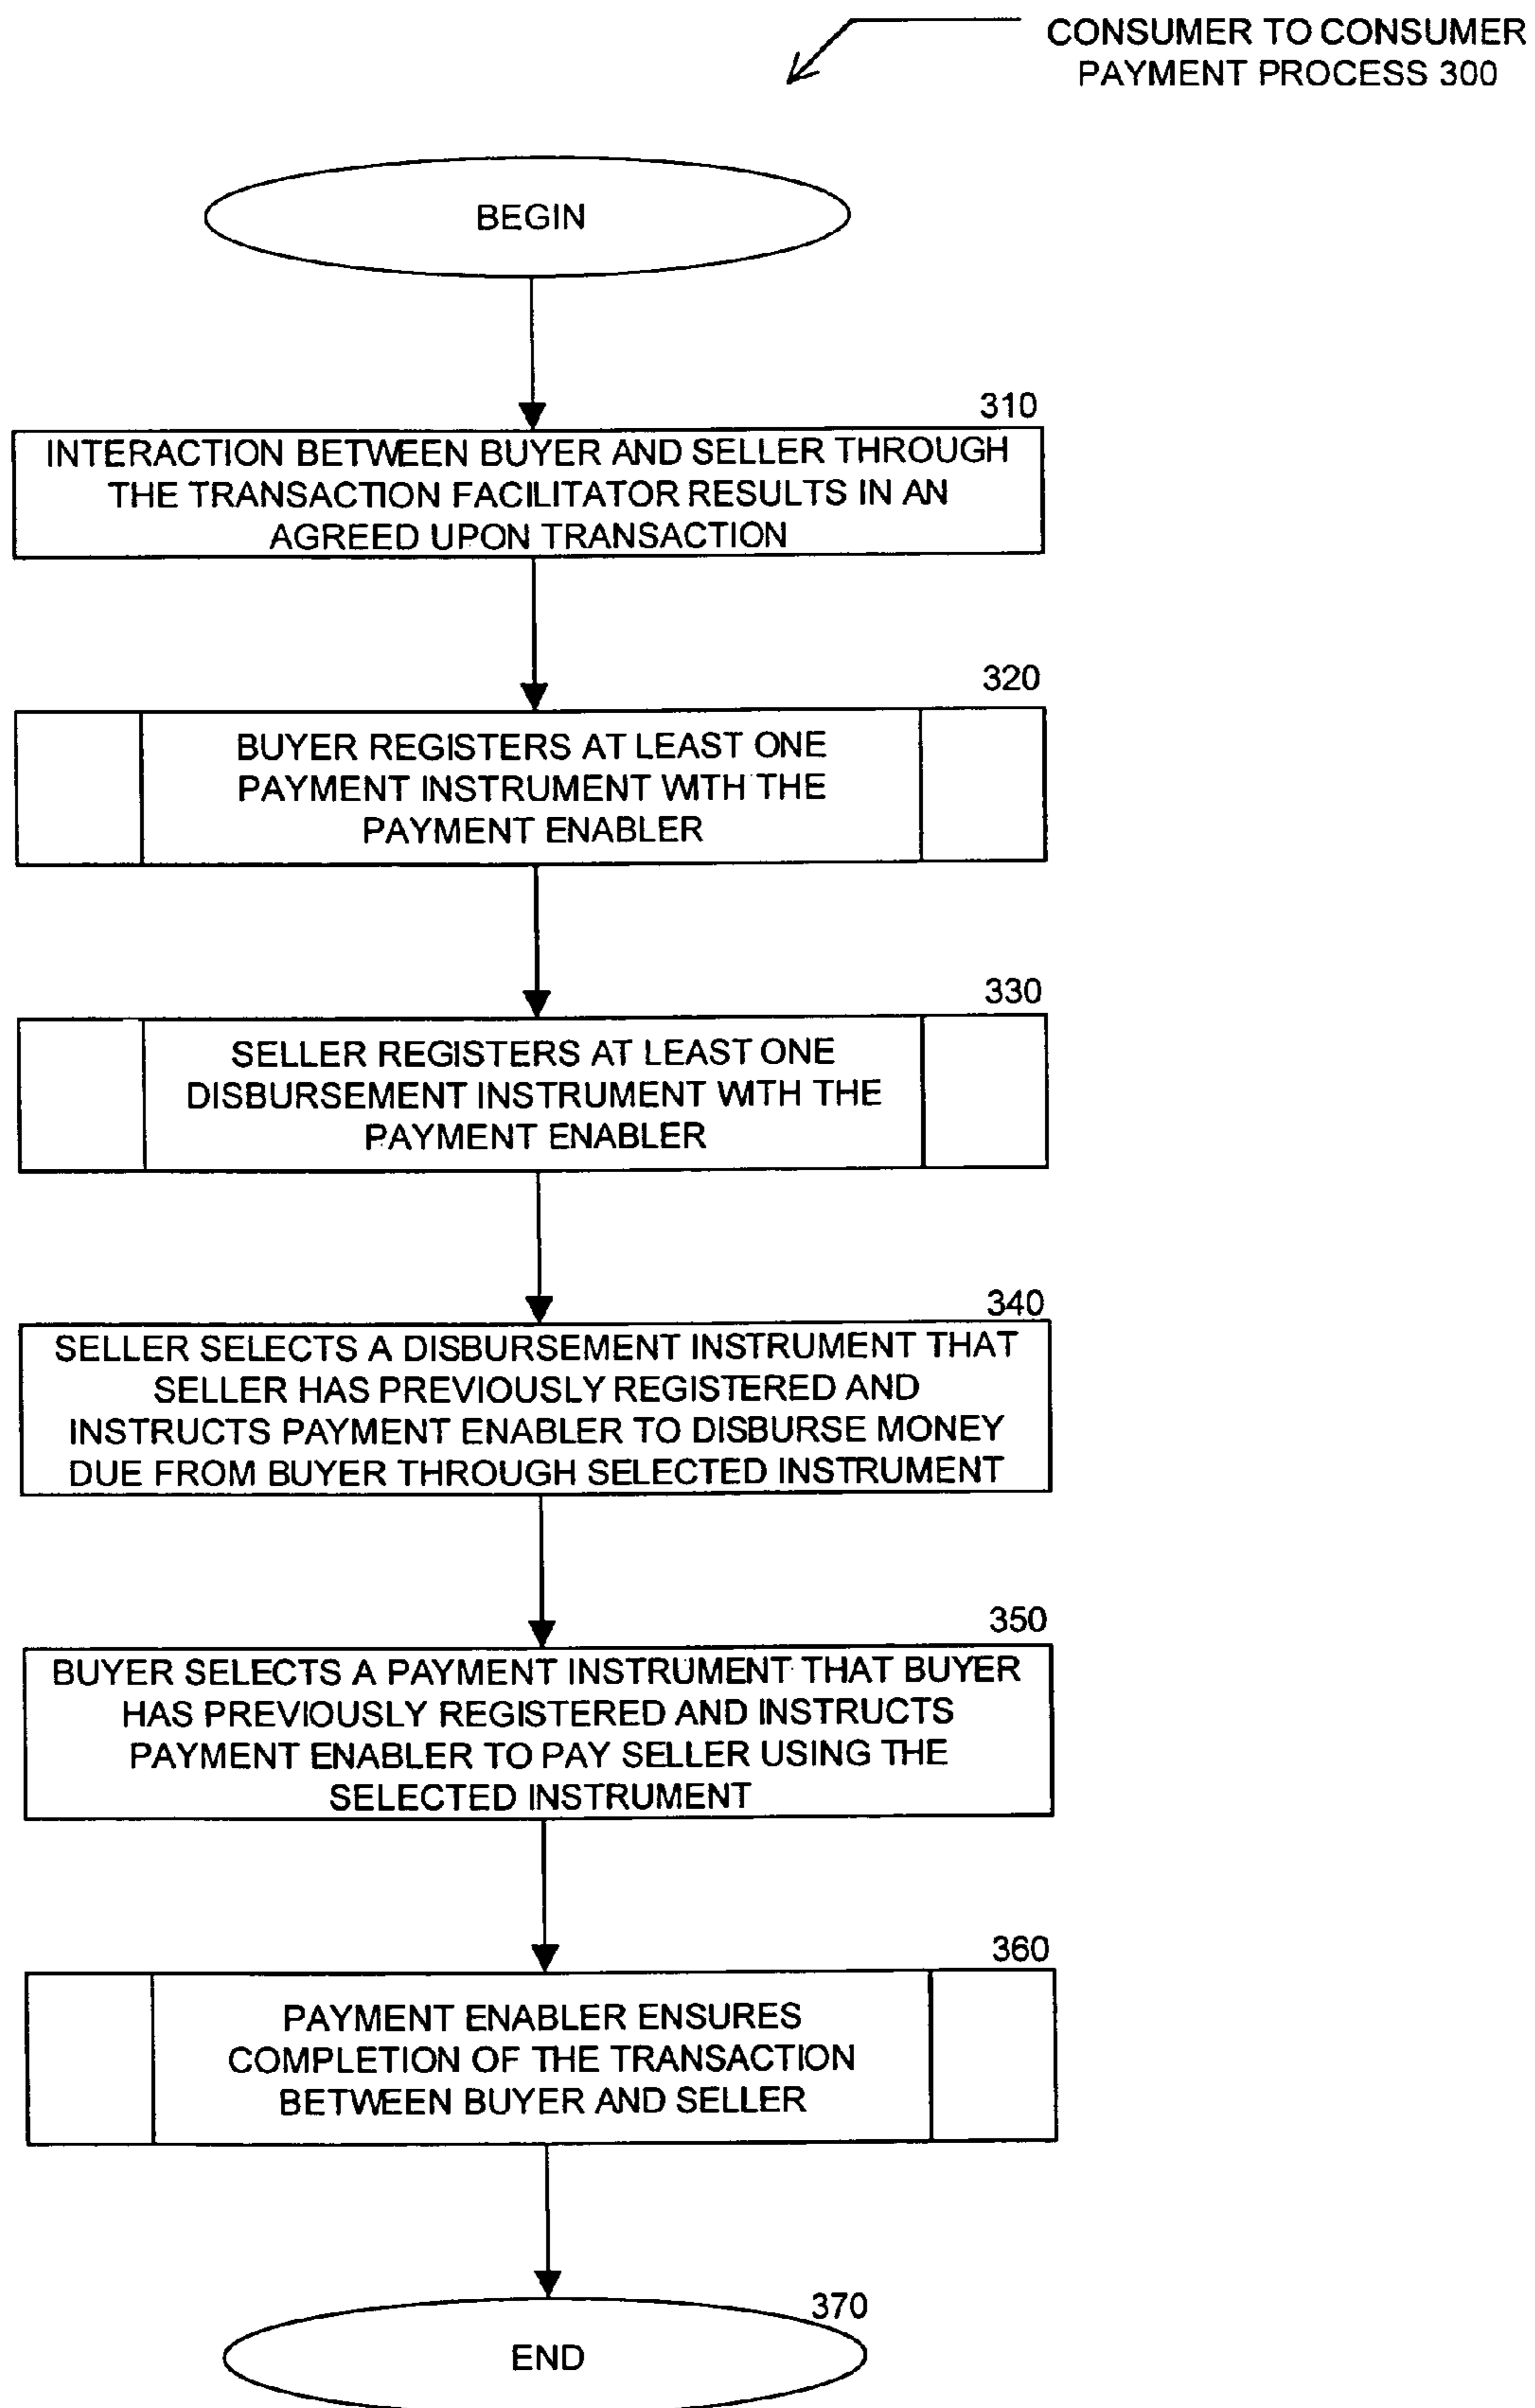 CONSUMER TO CONSUMER
PAYMENT PROCESS 300
BEGIN
310
INTERACTION BETWEEN BUYER AND SELLER THROUGH
THE TRANSACTION FACILITATOR RESULTS IN AN
AGREED UPON TRANSACTION
320
BUYER REGISTERS AT LEAST ONE
PAYMENT INSTRUMENT WITH THE
PAYMENT ENABLER
330
SELLER REGISTERS AT LEAST ONE
DISBURSEMENT INSTRUMENT WITH THE
PAYMENT ENABLER
340
SELLER SELECTS A DISBURSEMENT INSTRUMENT THAT
SELLER HAS PREVIOUSLY REGISTERED AND
INSTRUCTS PAYMENT ENABLER TO DISBURSE MONEY
DUE FROM BUYER THROUGH SELECTED INSTRUMENT
350
BUYER SELECTS A PAYMENT INSTRUMENT THAT BUYER
HAS PREVIOUSLY REGISTERED AND INSTRUCTS
PAYMENT ENABLER TO PAY SELLER USING THE
SELECTED INSTRUMENT
360
PAYMENT ENABLER ENSURES
COMPLETION OF THE TRANSACTION
BETWEEN BUYER AND SELLER
370
END